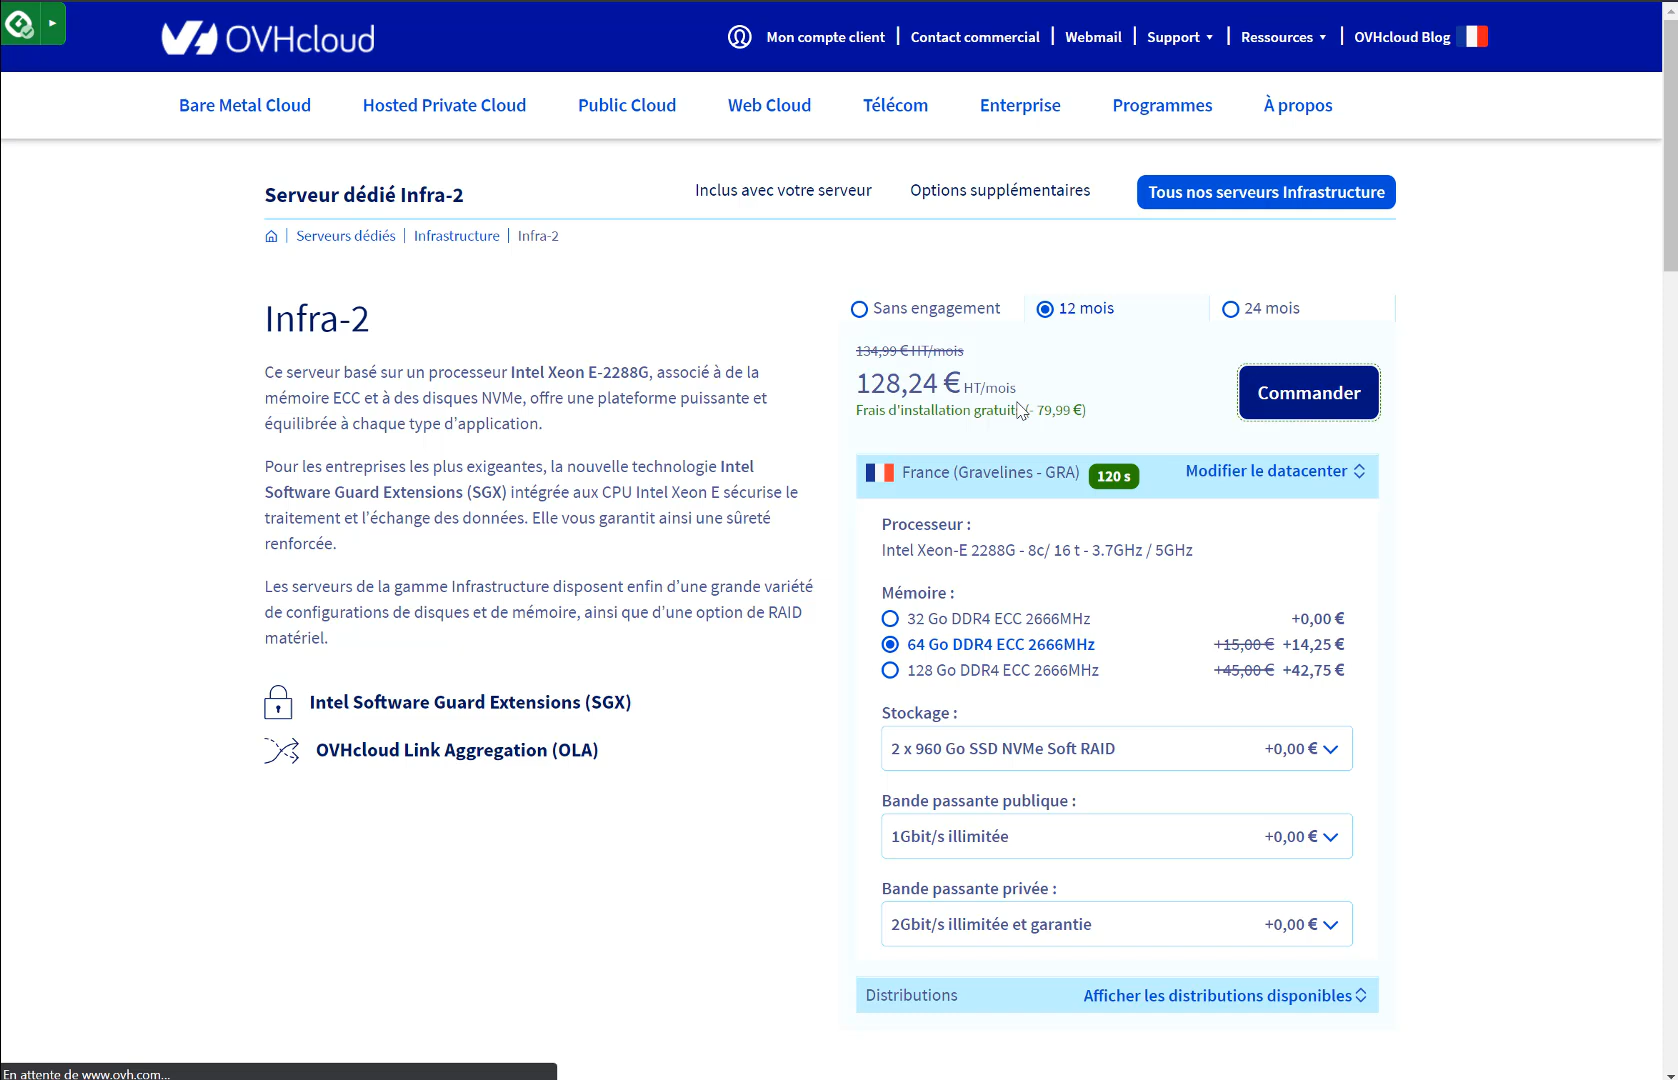 OVHcloud
Mon compte client
Contact commercial
Webmail
Support
Ressources
OVHcloud Blog
Bare Metal Cloud
Hosted Private Cloud
Public Cloud
Web Cloud
Télécom
Enterprise
Programmes
À propos
Serveur dédié Infra-2
Inclus avec votre serveur
Options supplémentaires
Tous nos serveurs Infrastructure
Serveurs dédiés | Infrastructure | Infra-2
Infra-2
Ce serveur basé sur un processeur Intel Xeon E-2288G, associé à de la
mémoire ECC et à des disques NVMe, offre une plateforme puissante et
équilibrée à chaque type d'application.
Pour les entreprises les plus exigeantes, la nouvelle technologie Intel
Software Guard Extensions (SGX) intégrée aux CPU Intel Xeon E sécurise le
traitement et l'échange des données. Elle vous garantit ainsi une sûreté
renforcée.
Les serveurs de la gamme Infrastructure disposent enfin d'une grande variété
de configurations de disques et de mémoire, ainsi que d'une option de RAID
matériel.
Intel Software Guard Extensions (SGX)
OVHcloud Link Aggregation (OLA)
Sans engagement
12 mois
24 mois
134,99 € HT/mois
128,24 € HT/mois
Frais d'installation gratuit (- 79,99 €)
Commander
France (Gravelines - GRA) 120 s
Modifier le datacenter
Processeur :
Intel Xeon-E 2288G - 8c/ 16 t - 3.7GHz / 5GHz
Mémoire :
32 Go DDR4 ECC 2666MHz +0,00 €
64 Go DDR4 ECC 2666MHz +15,00 € +14,25 €
128 Go DDR4 ECC 2666MHz +45,00 € +42,75 €
Stockage :
2 x 960 Go SSD NVMe Soft RAID +0,00 €
Bande passante publique :
1Gbit/s illimitée +0,00 €
Bande passante privée :
2Gbit/s illimitée et garantie +0,00 €
Distributions
Afficher les distributions disponibles
En attente de www.ovh.com...